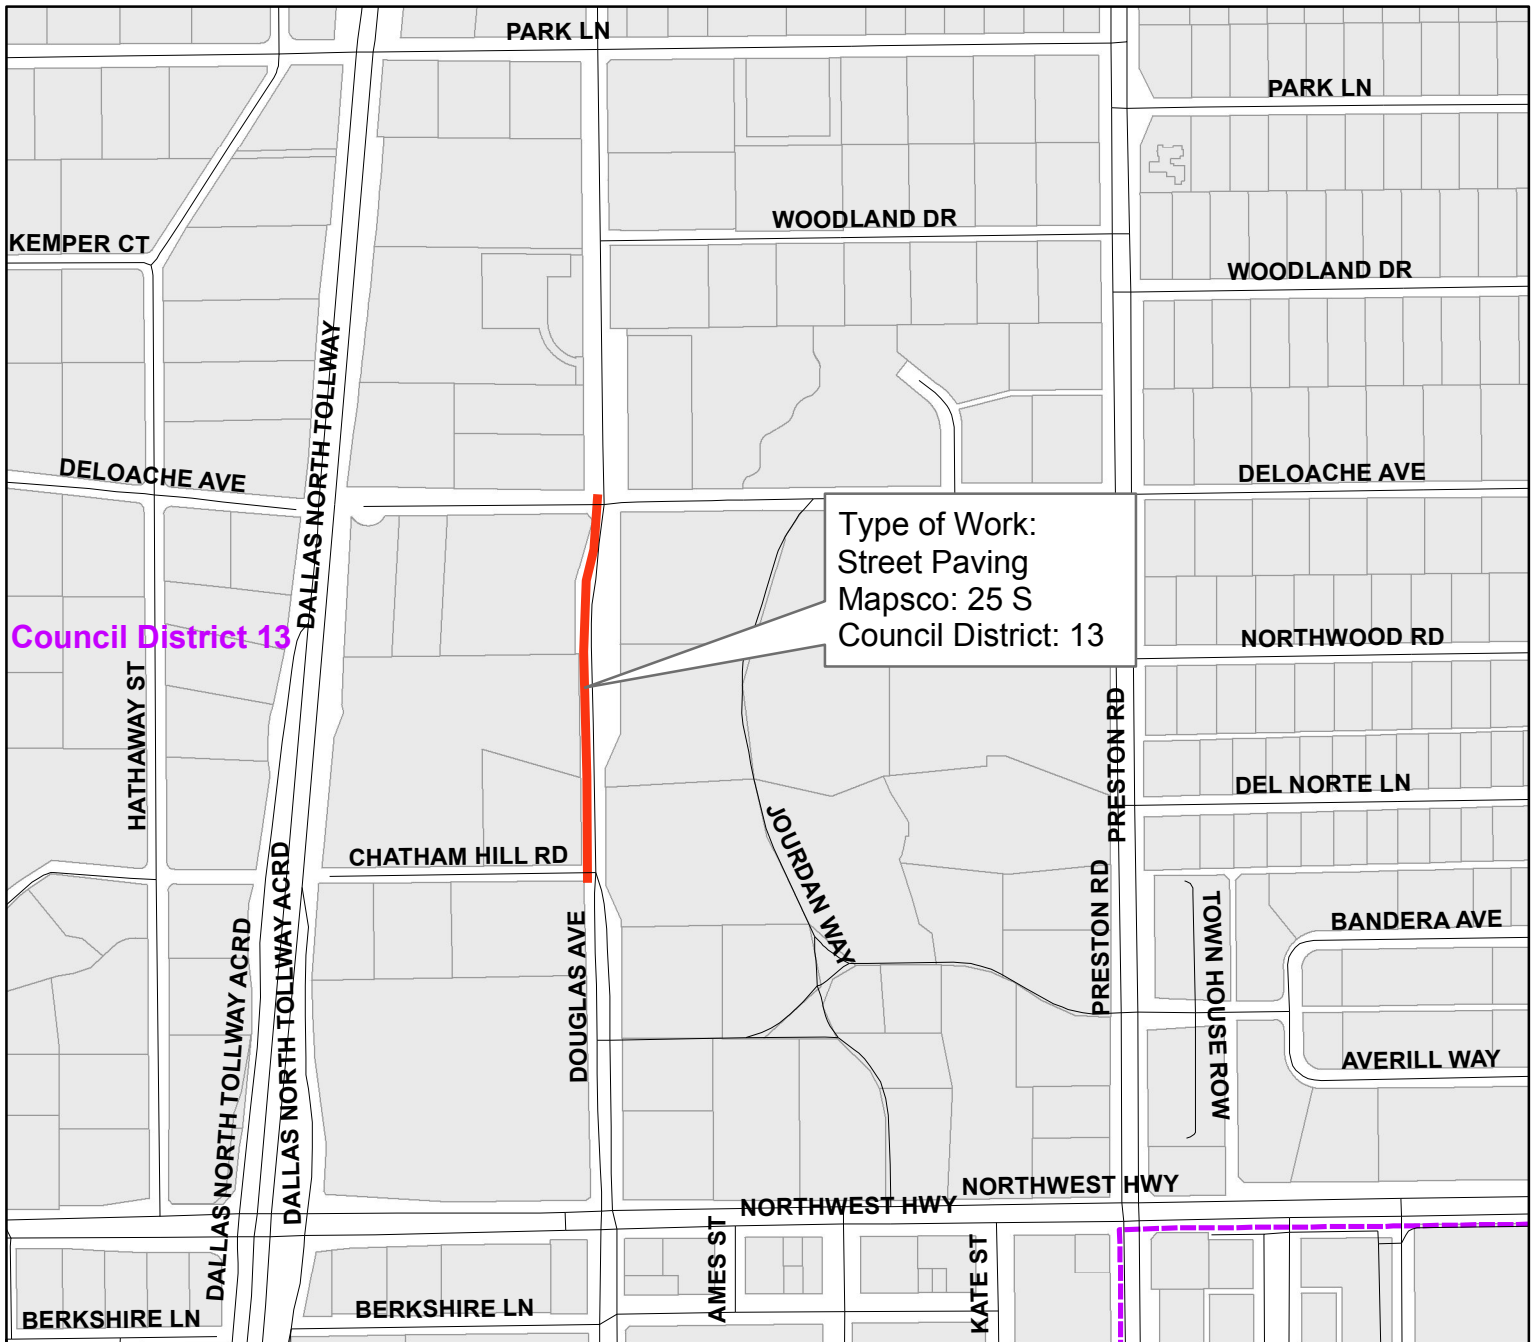 PARK LN
PARK LN
WOODLAND DR
KEMPER CT
WOODLAND DR
DALLAS NORTH TOLLWAY
DELOACHE AVE
DELOACHE AVE
DALLAS NORTH TOLLWAY
Type of Work:
Street Paving
Mapsco: 25 S
Council District: 13
Council District 13
NORTHWOOD RD
HATHAWAY ST
PRESTON RD
DEL NORTE LN
JOURDAN WAY
CHATHAM HILL RD
DALLAS NORTH TOLLWAY ACRD
DALLAS NORTH TOLLWAY ACRD
DOUGLAS AVE
PRESTON RD
TOWN HOUSE ROW
BANDERA AVE
AVERILL WAY
NORTHWEST HWY
NORTHWEST HWY
AMES ST
KATE ST
BERKSHIRE LN
BERKSHIRE LN